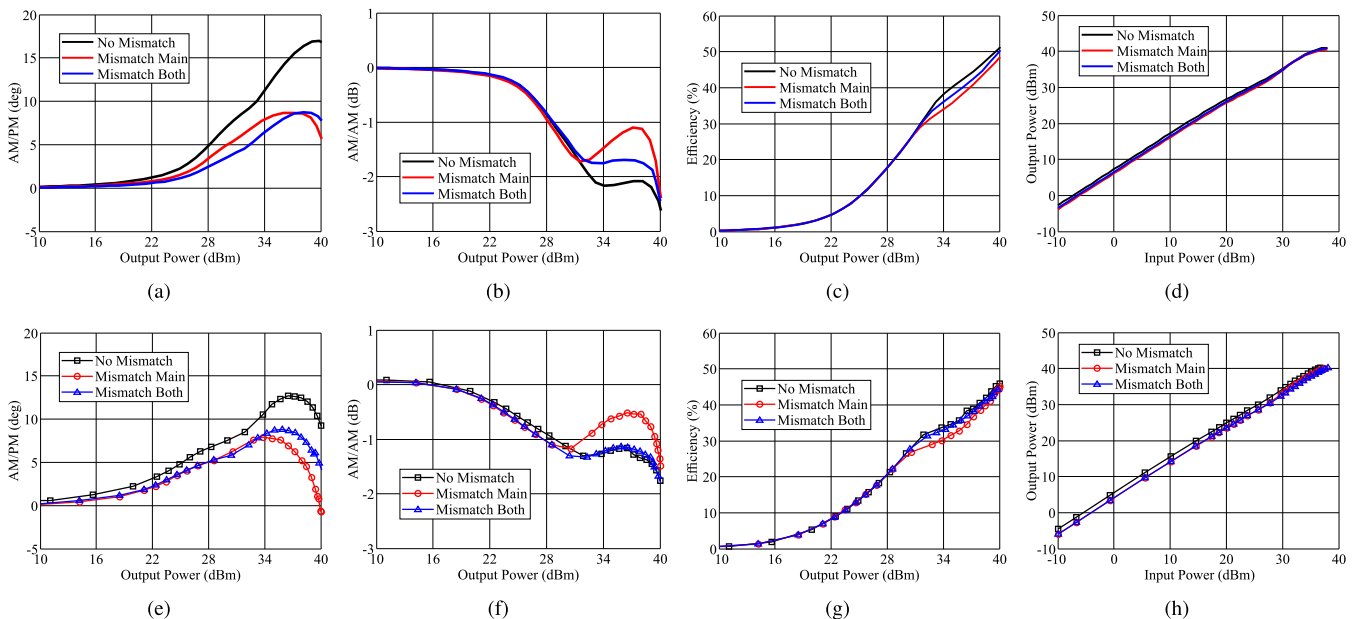 20
15
10
5
0
-5
AM/PM (deg)
No Mismatch
Mismatch Main
Mismatch Both
10
16
22
28
34
40
Output Power (dBm)
(a)
1
0
-1
-2
-3
AM/AM (dB)
No Mismatch
Mismatch Main
Mismatch Both
10
16
22
28
34
40
Output Power (dBm)
(b)
60
50
40
30
20
10
0
Efficiency (%)
No Mismatch
Mismatch Main
Mismatch Both
10
16
22
28
34
40
Output Power (dBm)
(c)
50
40
30
20
10
0
-10
Output Power (dBm)
No Mismatch
Mismatch Main
Mismatch Both
-10
0
10
20
30
40
Input Power (dBm)
(d)
20
15
10
5
0
-5
AM/PM (deg)
No Mismatch
Mismatch Main
Mismatch Both
10
16
22
28
34
40
Output Power (dBm)
(e)
1
0
-1
-2
-3
AM/AM (dB)
No Mismatch
Mismatch Main
Mismatch Both
10
16
22
28
34
40
Output Power (dBm)
(f)
60
50
40
30
20
10
0
Efficiency (%)
No Mismatch
Mismatch Main
Mismatch Both
10
16
22
28
34
40
Output Power (dBm)
(g)
50
40
30
20
10
0
-10
Output Power (dBm)
No Mismatch
Mismatch Main
Mismatch Both
-10
0
10
20
30
40
Input Power (dBm)
(h)